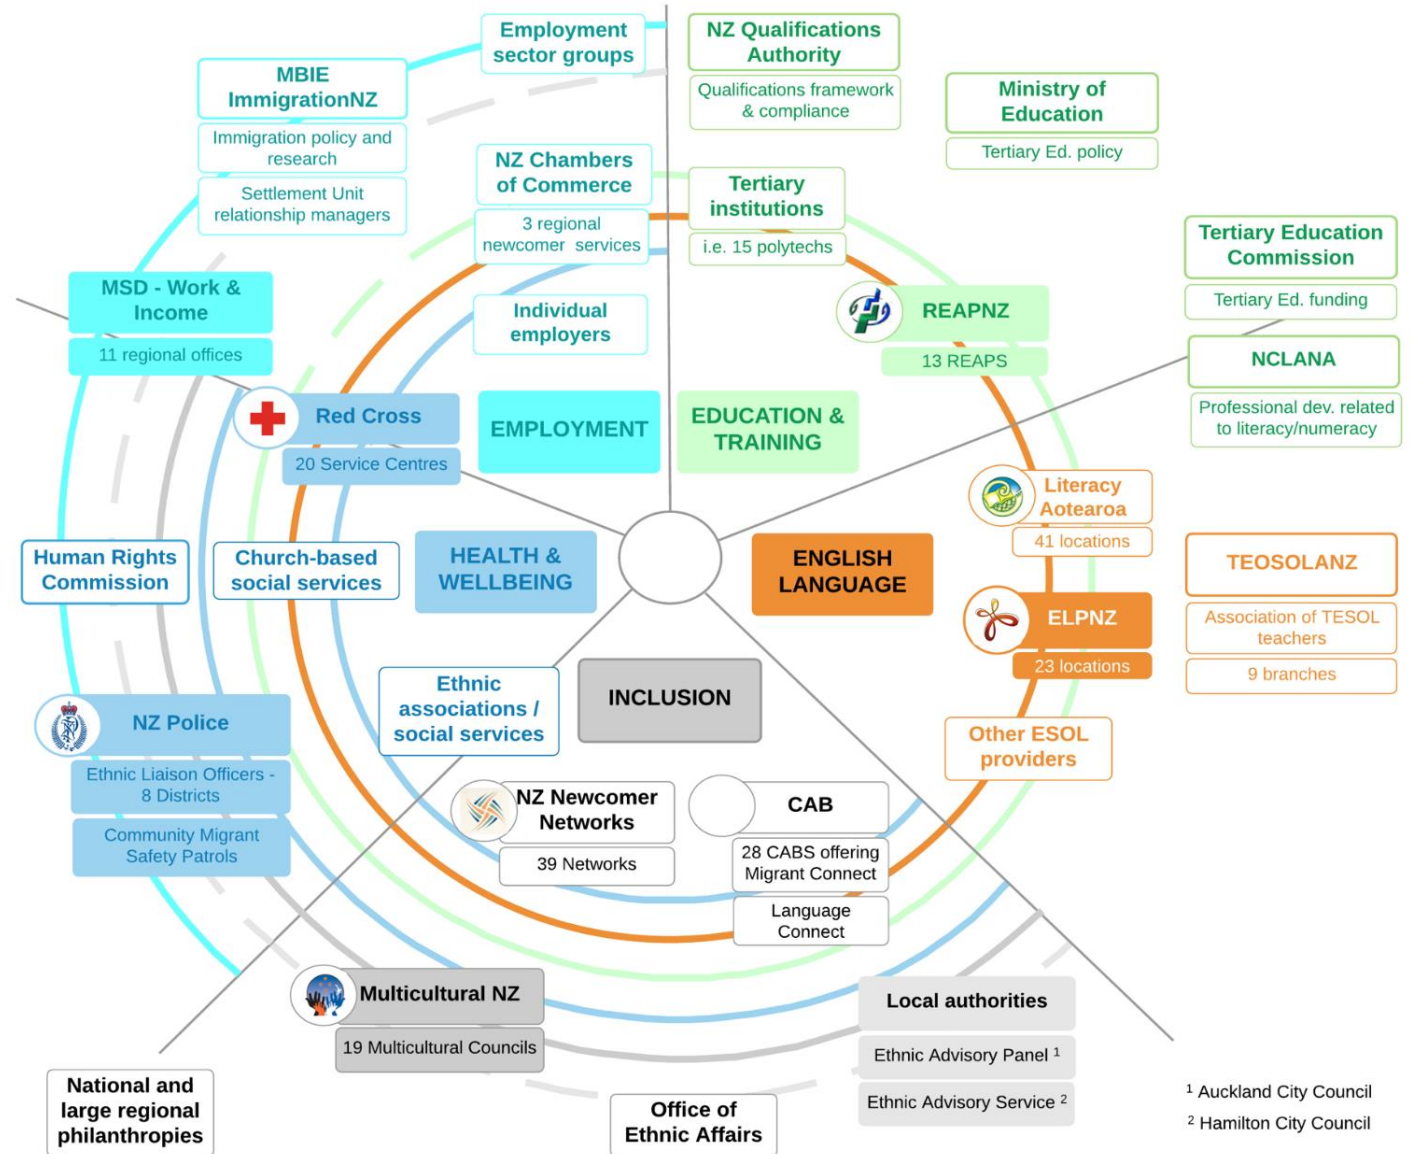 Employment
sector groups
NZ Qualifications
Authority
Qualifications framework
& compliance
MBIE
ImmigrationNZ
Immigration policy and
research
Settlement Unit
relationship managers
Ministry of
Education
Tertiary Ed. policy
NZ Chambers
of Commerce
3 regional
newcomer services
Tertiary
institutions
i.e. 15 polytechs
Tertiary Education
Commission
Tertiary Ed. funding
MSD - Work &
Income
11 regional offices
Individual
employers
REAPNZ
13 REAPS
NCLANA
Professional dev. related
to literacy/numeracy
Red Cross
20 Service Centres
EMPLOYMENT
EDUCATION &
TRAINING
Literacy
Aotearoa
41 locations
Human Rights
Commission
Church-based
social services
HEALTH &
WELLBEING
ENGLISH
LANGUAGE
TEOSOLANZ
Association of TESOL
teachers
9 branches
ELPNZ
23 locations
NZ Police
Ethnic Liaison Officers -
8 Districts
Community Migrant
Safety Patrols
Ethnic
associations /
social services
INCLUSION
Other ESOL
providers
NZ Newcomer
Networks
39 Networks
CAB
28 CABS offering
Migrant Connect
Language
Connect
Multicultural NZ
19 Multicultural Councils
Local authorities
Ethnic Advisory Panel ¹
Ethnic Advisory Service ²
National and
large regional
philanthropies
Office of
Ethnic Affairs
¹ Auckland City Council
² Hamilton City Council